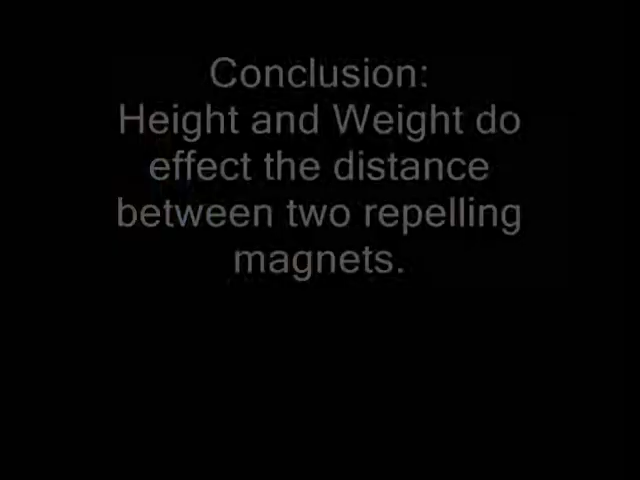 Conclusion:
Height and Weight do
effect the distance
between two repelling
magnets.